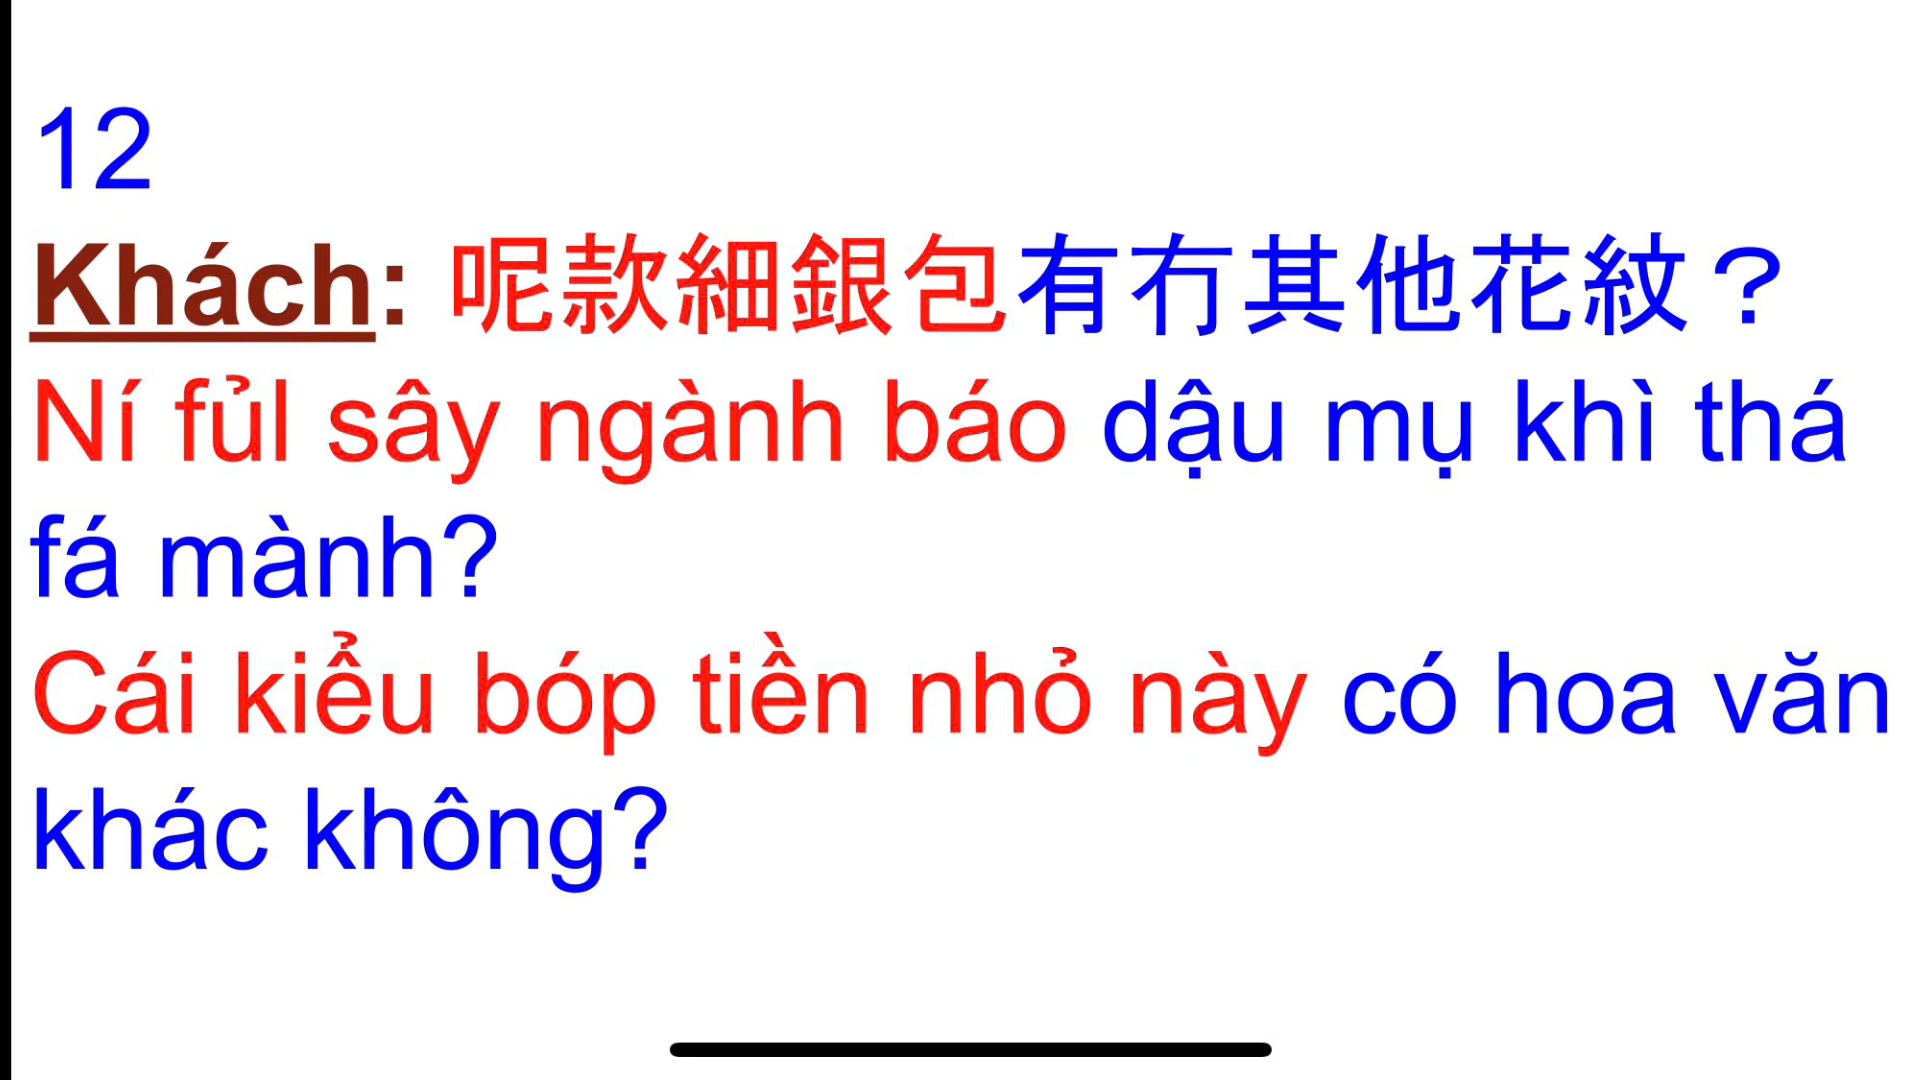 12
Khách: 呢款細銀包有冇其他花紋？
Ní fủl sây ngành báo dậu mụ khì thá
fá mành?
Cái kiểu bóp tiền nhỏ này có hoa văn
khác không?